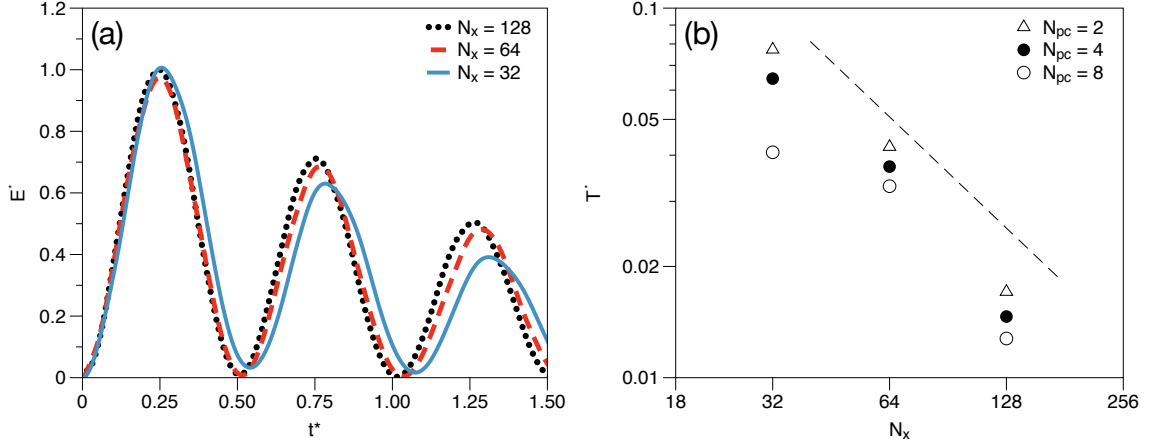 (a)
N_x = 128
N_x = 64
N_x = 32
1.2
1.0
0.8
0.6
0.4
0.2
0
E*
0 0.25 0.50 0.75 1.00 1.25 1.50
t*
(b)
N_pc = 2
N_pc = 4
N_pc = 8
0.1
0.05
0.02
0.01
T*
18 32 64 128 256
N_x